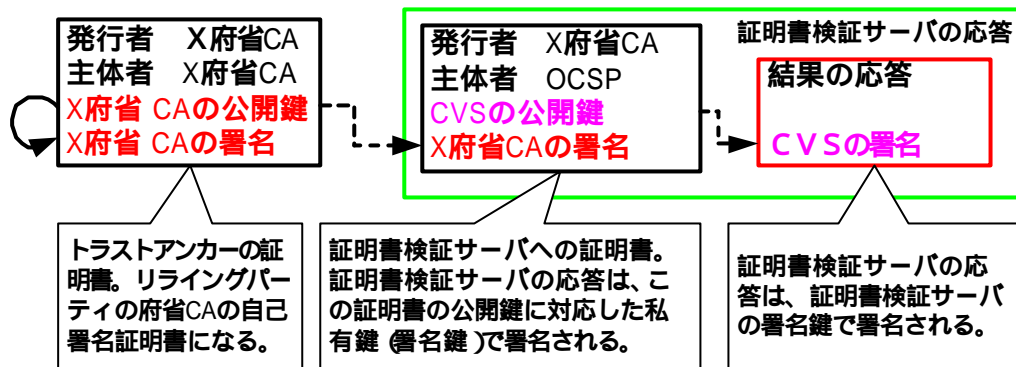 発行者 X府省CA
主体者 X府省CA
X府省 CAの公開鍵
X府省 CAの署名
発行者 X府省CA
主体者 OCSP
CVSの公開鍵
X府省CAの署名
証明書検証サーバの応答
結果の応答
CVSの署名
トラストアンカーの証
明書。リライングパー
ティの府省CAの自己
署名証明書になる。
証明書検証サーバへの証明書。
証明書検証サーバの応答は、こ
の証明書の公開鍵に対応した私
有鍵(署名鍵)で署名される。
証明書検証サーバの応
答は、証明書検証サーバ
の署名鍵で署名される。